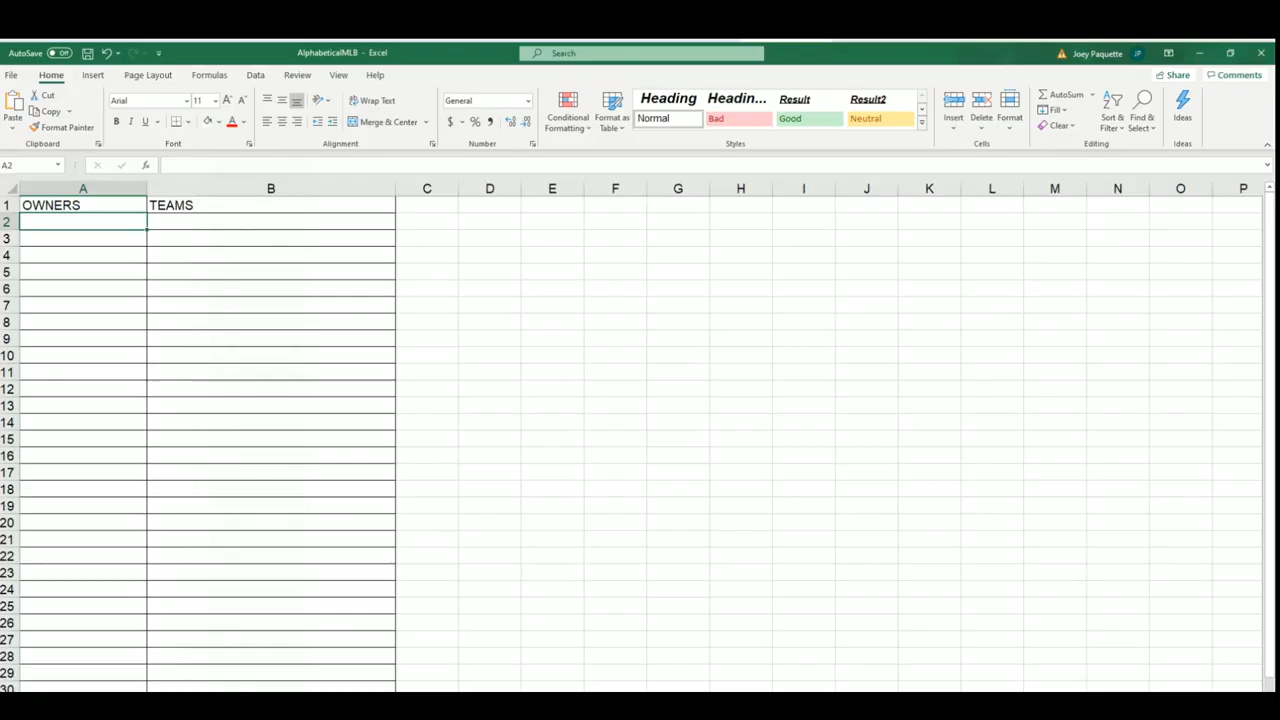 AutoSave Off AlphabeticalMLB - Excel Search Joey Paquette JP
File Home Insert Page Layout Formulas Data Review View Help Share Comments
Paste Cut Copy Format Painter Clipboard
Arial 11 A A B I U A Font
Wrap Text Merge & Center Alignment
General $ % Number
Conditional Formatting Format as Table Heading Headin... Result Result2 Normal Bad Good Neutral Styles
Insert Delete Format Cells
AutoSum Fill Clear Sort & Filter Find & Select Editing
Ideas Ideas
A2 fx
A B C D E F G H I J K L M N O P
1 OWNERS TEAMS
2
3
4
5
6
7
8
9
10
11
12
13
14
15
16
17
18
19
20
21
22
23
24
25
26
27
28
29
30